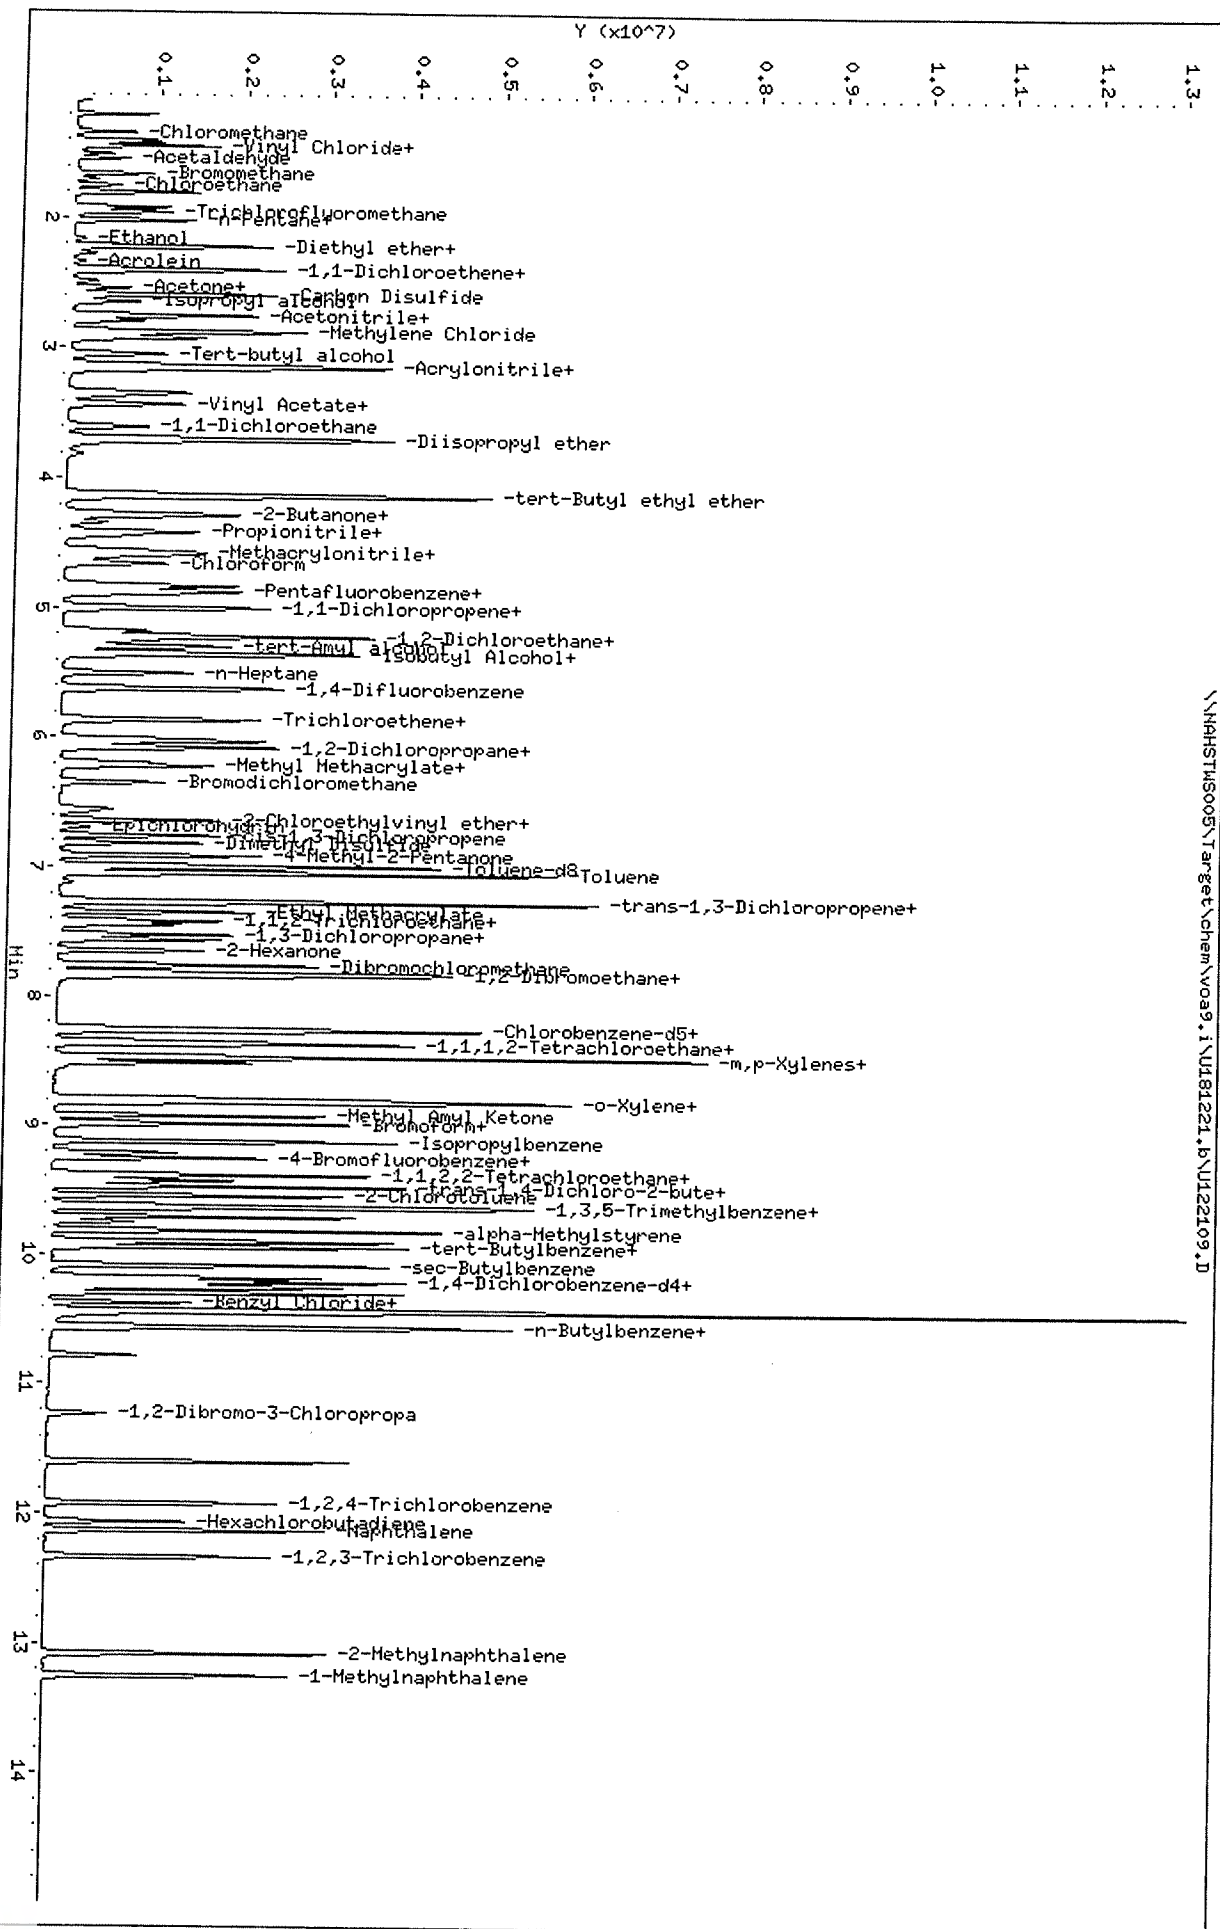 Y (x10^7)
0.1-
0.2-
0.3-
0.4-
0.5-
0.6-
0.7-
0.8-
0.9-
1.0-
1.1-
1.2-
1.3-
\\NAHSTWS005\Target\chem\voa9.i\U181221.b\U122109.D
-Chloromethane
-Vinyl Chloride+
-Acetaldehyde
-Bromomethane
-Chloroethane
-Trichlorofluoromethane
-n-Pentane+
-Ethanol
-Diethyl ether+
-Acrolein
-1,1-Dichloroethene+
-Acetone+
-Carbon Disulfide
-Isopropyl alcohol
-Acetonitrile+
-Methylene Chloride
-Tert-butyl alcohol
-Acrylonitrile+
-Vinyl Acetate+
-1,1-Dichloroethane
-Diisopropyl ether
-tert-Butyl ethyl ether
-2-Butanone+
-Propionitrile+
-Methacrylonitrile+
-Chloroform
-Pentafluorobenzene+
-1,1-Dichloropropene+
-1,2-Dichloroethane+
-tert-Amyl alcohol
-Isobutyl Alcohol+
-n-Heptane
-1,4-Difluorobenzene
-Trichloroethene+
-1,2-Dichloropropane+
-Methyl Methacrylate+
-Bromodichloromethane
-2-Chloroethylvinyl ether+
-Epichlorohydrin
-cis-1,3-Dichloropropene
-Dimethyl Disulfide
-4-Methyl-2-Pentanone
-Toluene-d8
-Toluene
-trans-1,3-Dichloropropene+
-Ethyl Methacrylate
-1,1,2-Trichloroethane+
-1,3-Dichloropropane+
-2-Hexanone
-Dibromochloromethane
-1,2-Dibromoethane+
-Chlorobenzene-d5+
-1,1,1,2-Tetrachloroethane+
-m,p-Xylenes+
-o-Xylene+
-Methyl Amyl Ketone
-Bromoform+
-Isopropylbenzene
-4-Bromofluorobenzene+
-1,1,2,2-Tetrachloroethane+
-trans-1,4-Dichloro-2-bute+
-2-Chlorotoluene
-1,3,5-Trimethylbenzene+
-alpha-Methylstyrene
-tert-Butylbenzene+
-sec-Butylbenzene
-1,4-Dichlorobenzene-d4+
-Benzyl Chloride+
-n-Butylbenzene+
-1,2-Dibromo-3-Chloropropa
-1,2,4-Trichlorobenzene
-Hexachlorobutadiene
-Naphthalene
-1,2,3-Trichlorobenzene
-2-Methylnaphthalene
-1-Methylnaphthalene
2
3
4
5
6
7
8
9
10
11
12
13
14
Min